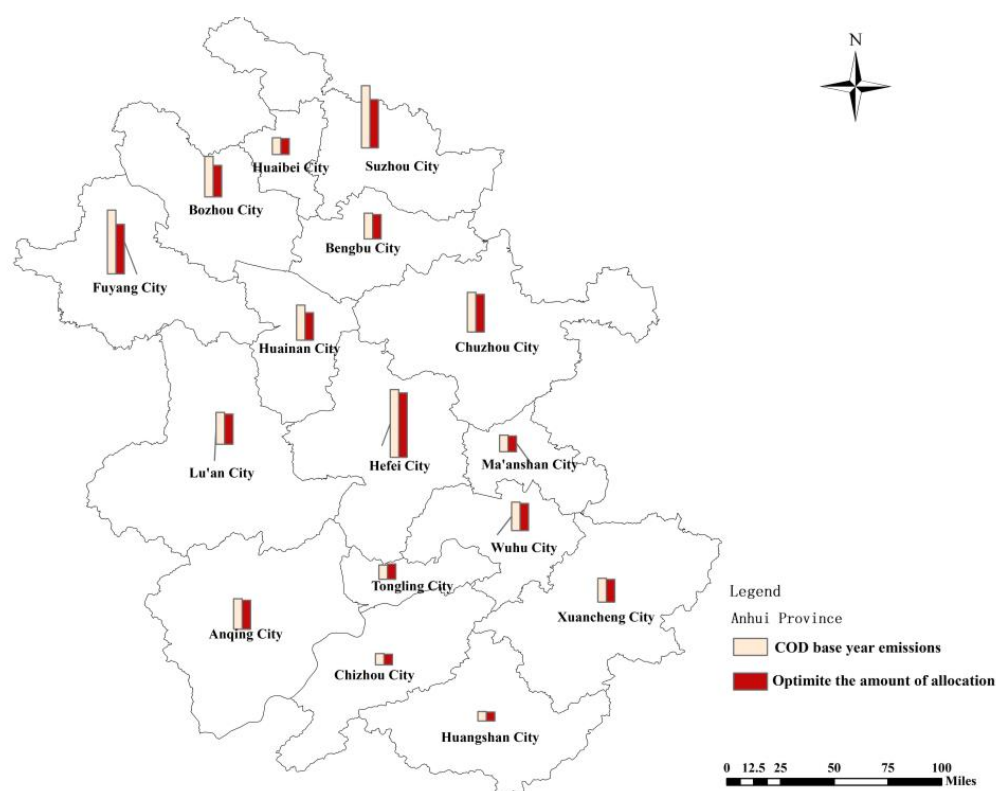 N
Suzhou City
Huaibei City
Bozhou City
Bengbu City
Fuyang City
Huainan City
Chuzhou City
Lu'an City
Hefei City
Ma'anshan City
Wuhu City
Tongling City
Xuancheng City
Anqing City
Chizhou City
Huangshan City
Legend
Anhui Province
COD base year emissions
Optimite the amount of allocation
0 12.5 25 50 75 100
Miles